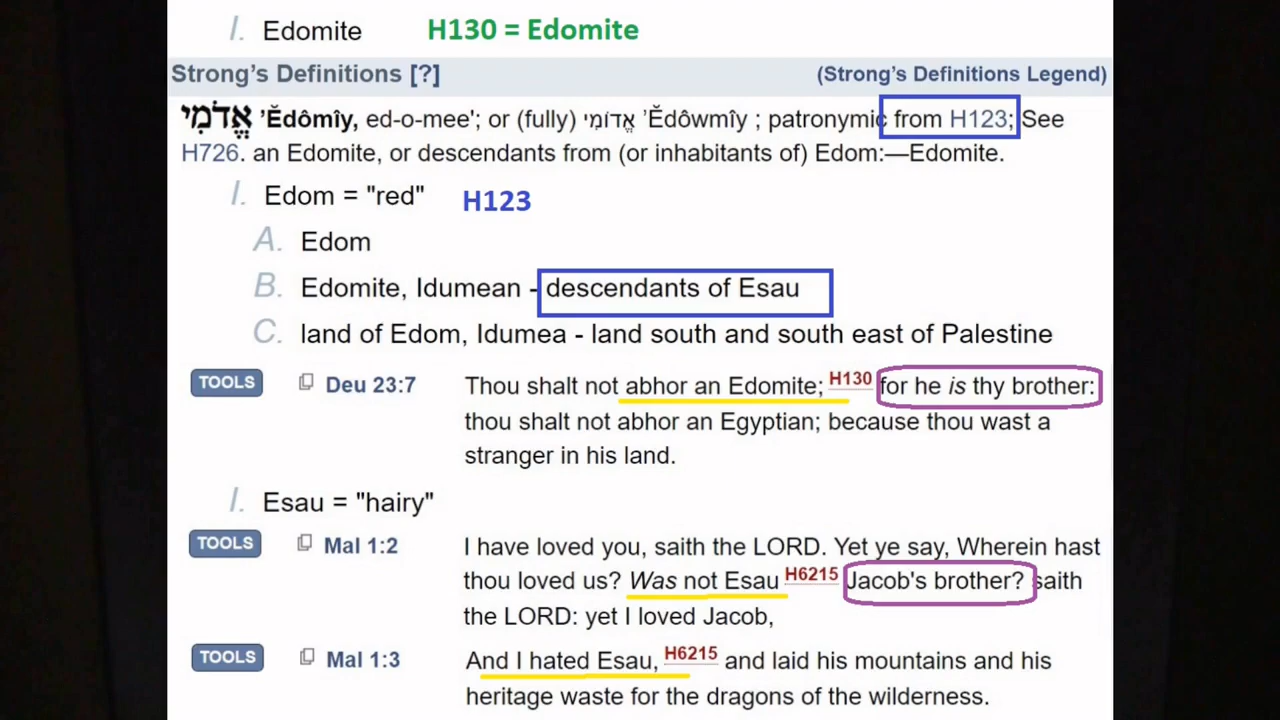 I. Edomite H130 = Edomite
Strong's Definitions [?] (Strong's Definitions Legend)
אֱדֹמִי 'Ĕdômîy, ed-o-mee'; or (fully) אֱדוֹמִי 'Ĕdôwmîy ; patronymic from H123; See
H726. an Edomite, or descendants from (or inhabitants of) Edom:—Edomite.
I. Edom = "red" H123
A. Edom
B. Edomite, Idumean - descendants of Esau
C. land of Edom, Idumea - land south and south east of Palestine
TOOLS Deu 23:7 Thou shalt not abhor an Edomite; H130 for he is thy brother:
thou shalt not abhor an Egyptian; because thou wast a
stranger in his land.
I. Esau = "hairy"
TOOLS Mal 1:2 I have loved you, saith the LORD. Yet ye say, Wherein hast
thou loved us? Was not Esau H6215 Jacob's brother? saith
the LORD: yet I loved Jacob,
TOOLS Mal 1:3 And I hated Esau, H6215 and laid his mountains and his
heritage waste for the dragons of the wilderness.